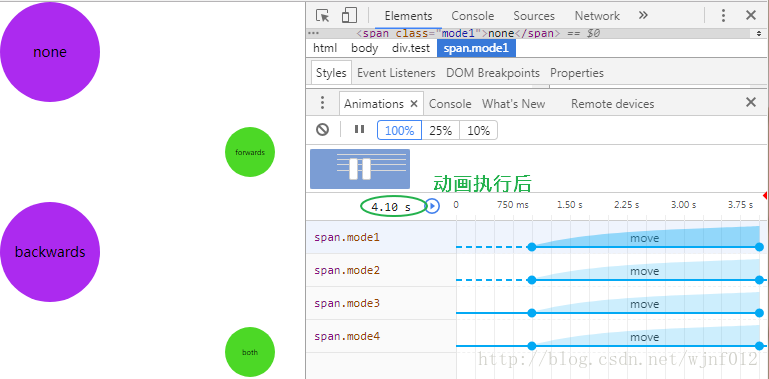 none
forwards
backwards
both
Elements Console Sources Network »
<span class="mode1">none</span> == $0
html body div.test span.mode1
Styles Event Listeners DOM Breakpoints Properties
Animations × Console What's New Remote devices
100% 25% 10%
动画执行后
4.10 s 0 750 ms 1.50 s 2.25 s 3.00 s 3.75 s
span.mode1 move
span.mode2 move
span.mode3 move
span.mode4 move
http://blog.csdn.net/wjnf012